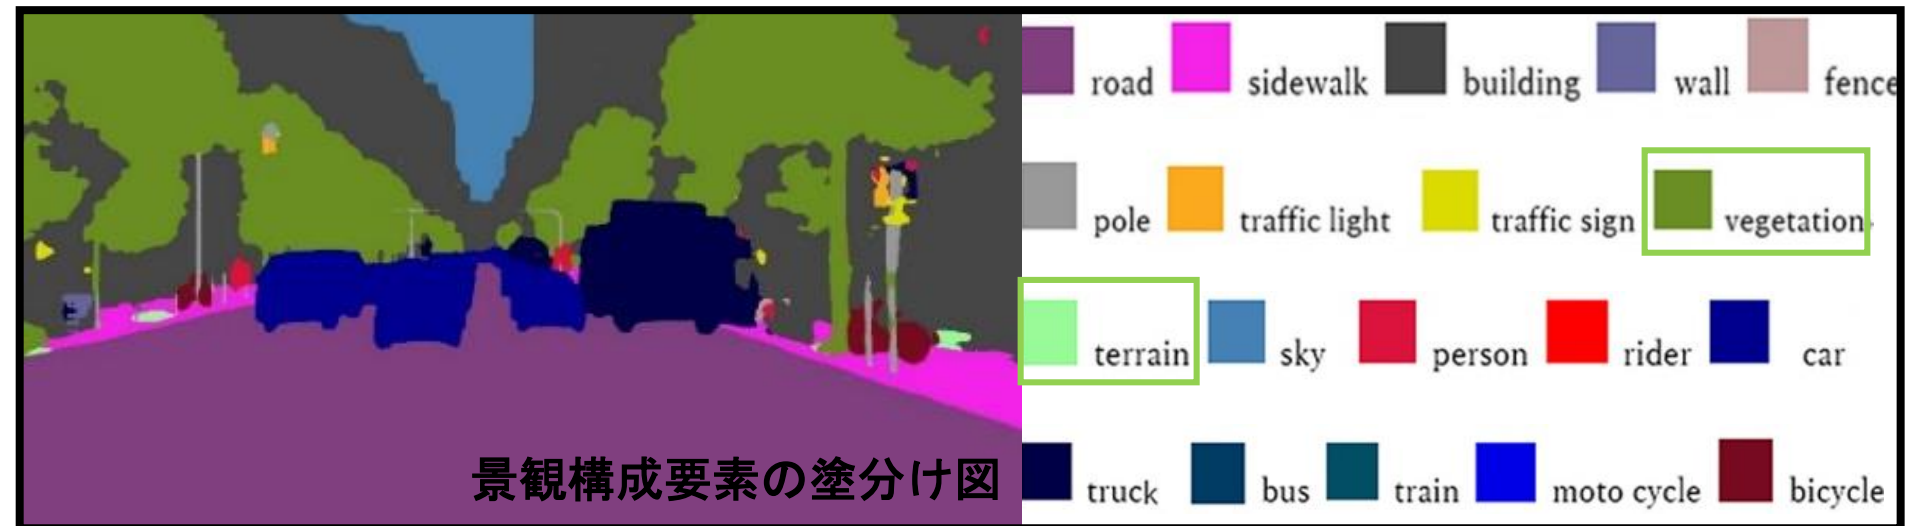 景観構成要素の塗分け図
road sidewalk building wall fence
pole traffic light traffic sign vegetation
terrain sky person rider car
truck bus train moto cycle bicycle